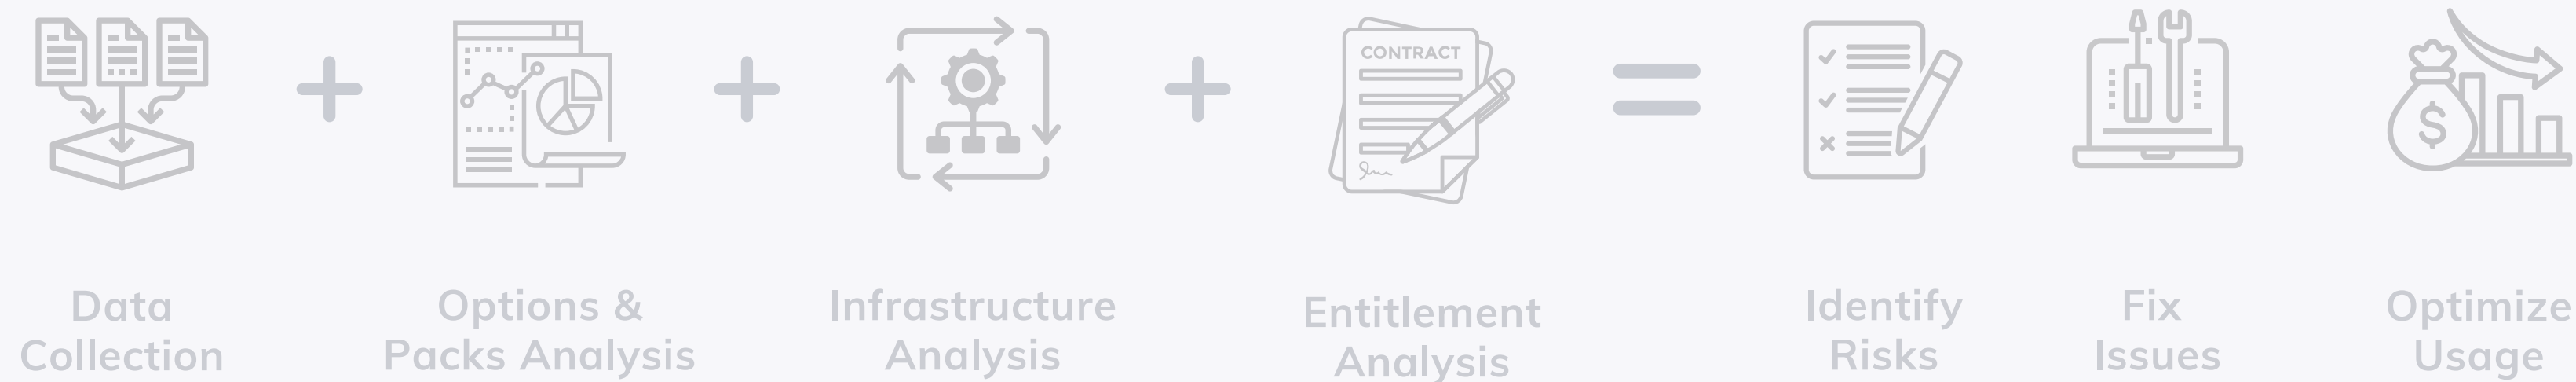 CONTRACT
Data
Collection
Options &
Packs Analysis
Infrastructure
Analysis
Entitlement
Analysis
Identify
Risks
Fix
Issues
Optimize
Usage